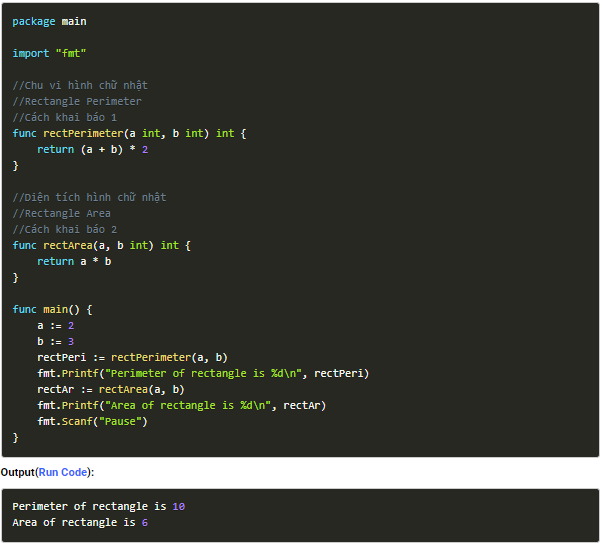 package main
import "fmt"
//Chu vi hình chữ nhật
//Rectangle Perimeter
//Cách khai báo 1
func rectPerimeter(a int, b int) int {
    return (a + b) * 2
}
//Diện tích hình chữ nhật
//Rectangle Area
//Cách khai báo 2
func rectArea(a, b int) int {
    return a * b
}
func main() {
    a := 2
    b := 3
    rectPeri := rectPerimeter(a, b)
    fmt.Printf("Perimeter of rectangle is %d\n", rectPeri)
    rectAr := rectArea(a, b)
    fmt.Printf("Area of rectangle is %d\n", rectAr)
    fmt.Scanf("Pause")
}
Output(Run Code):
Perimeter of rectangle is 10
Area of rectangle is 6